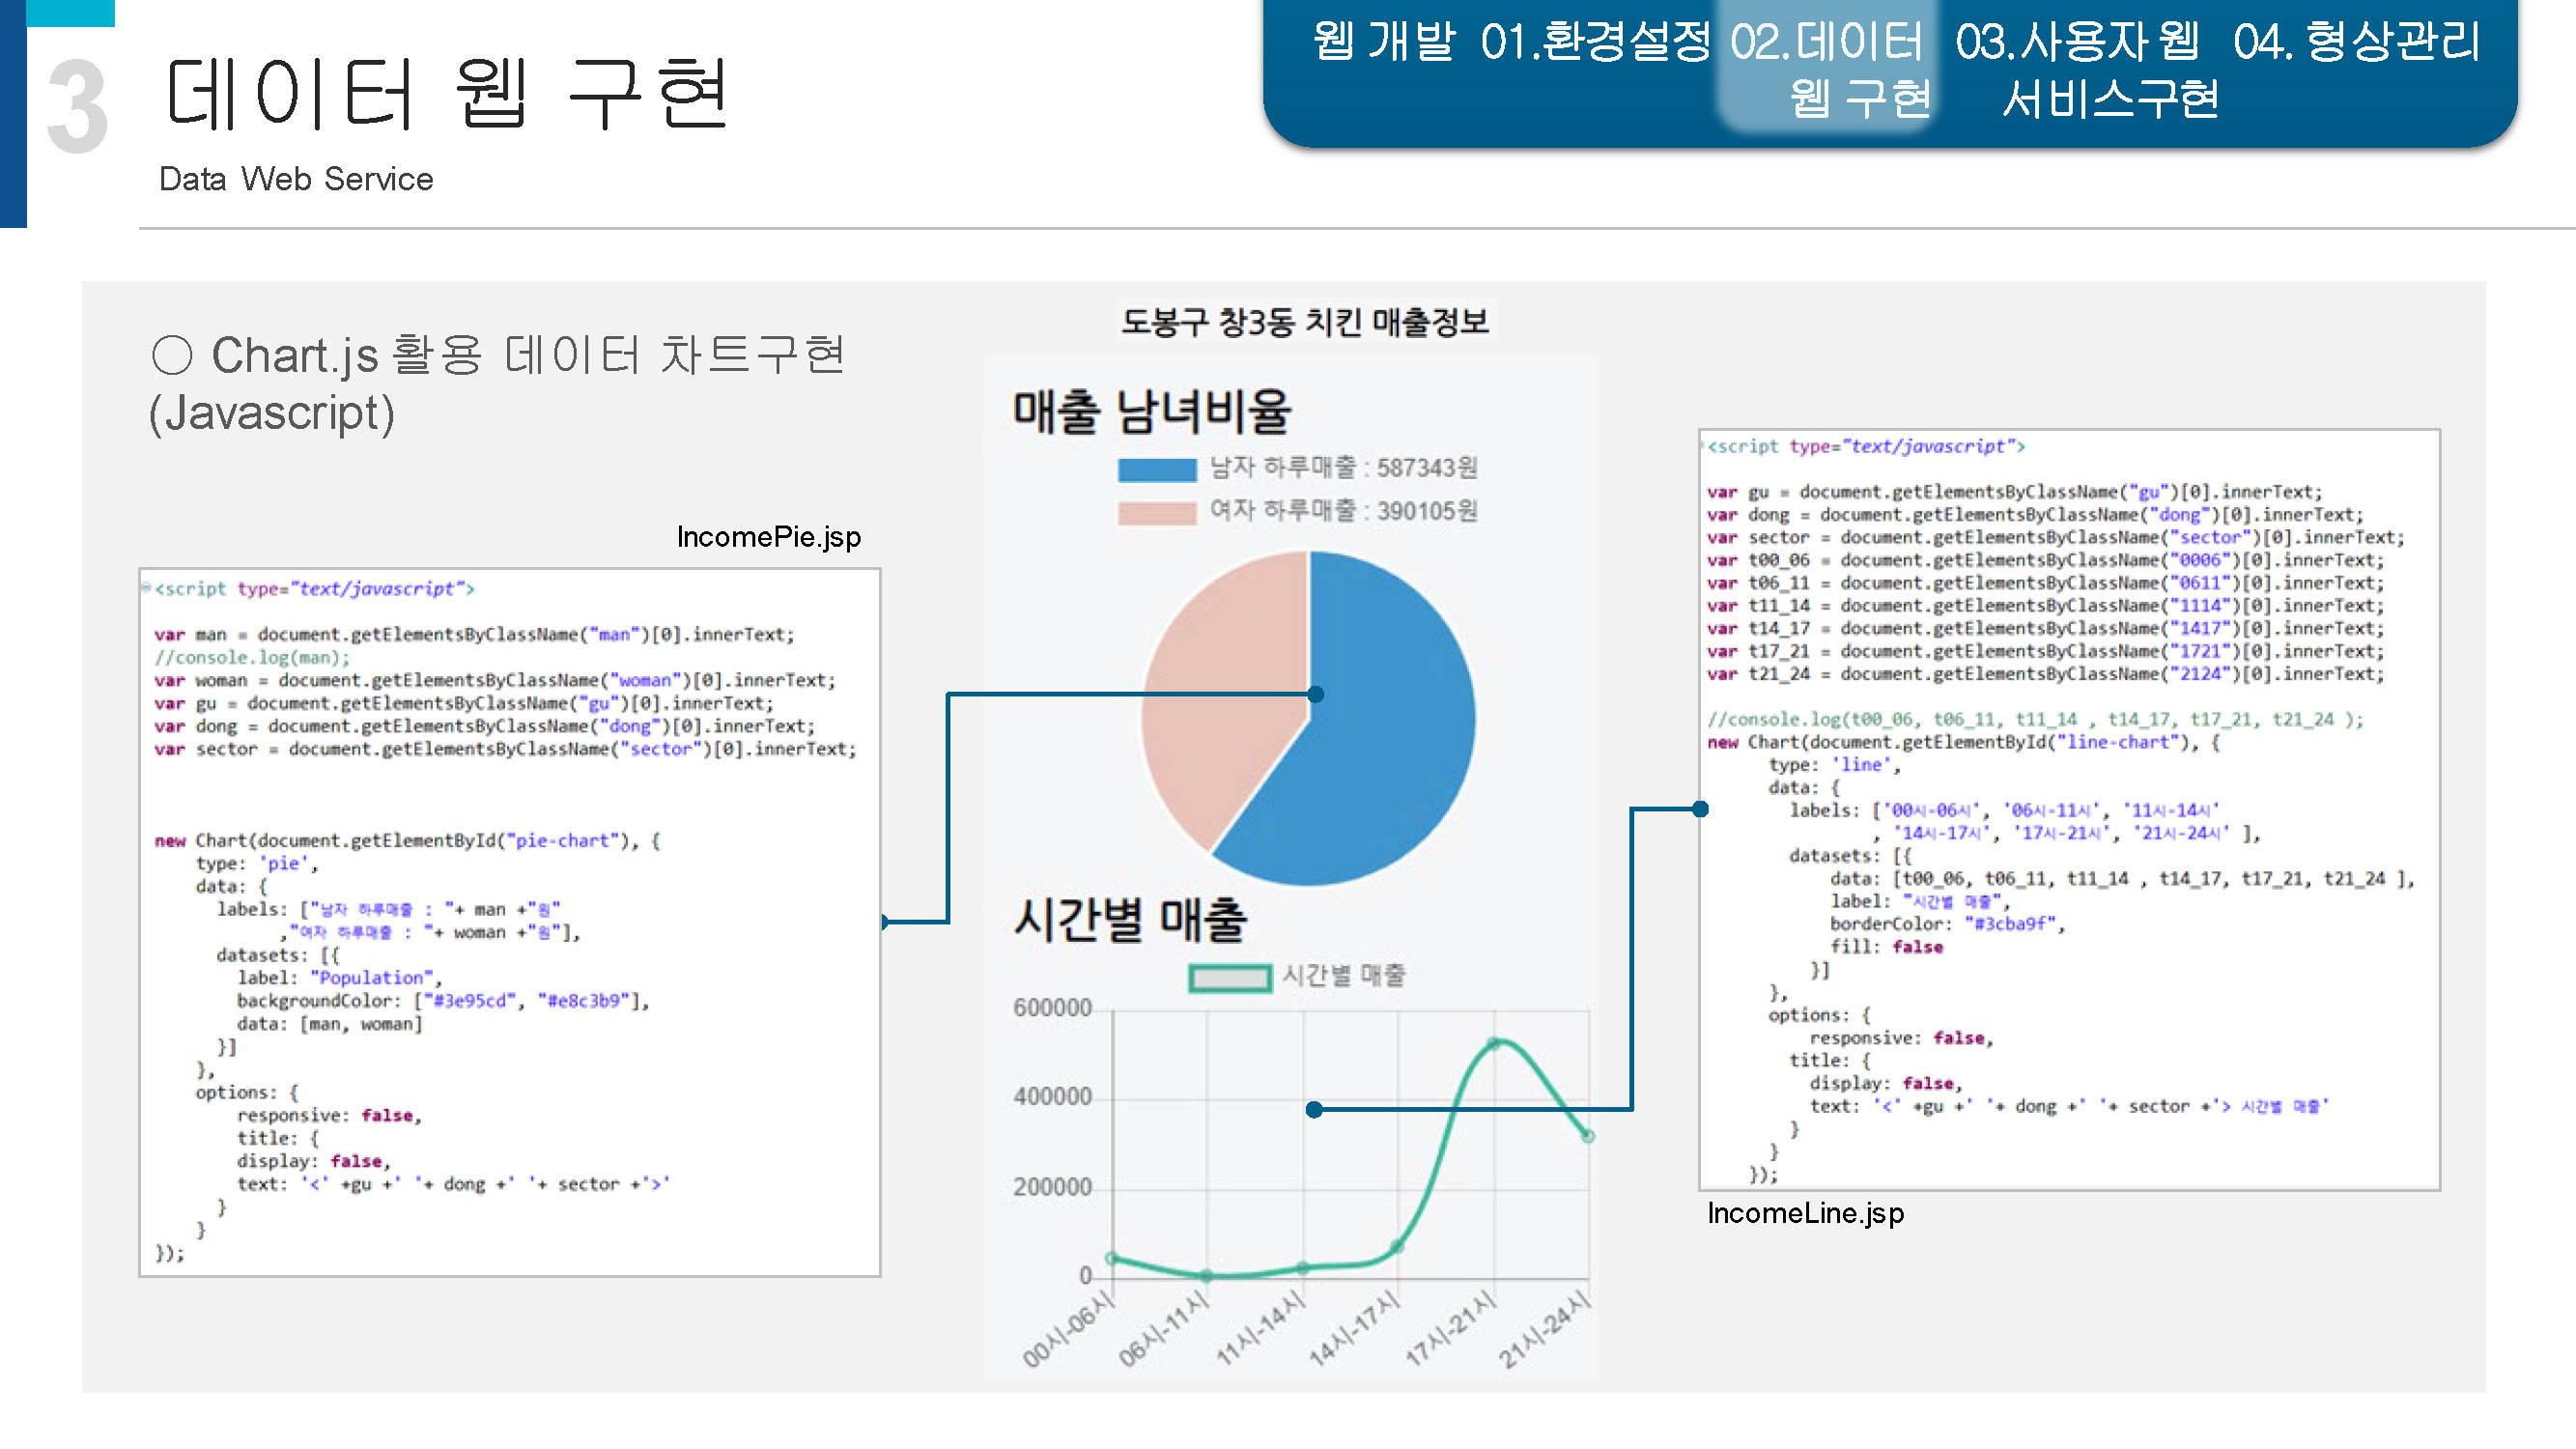 3
데이터 웹 구현
Data Web Service
웹 개발 01.환경설정 02.데이터 03.사용자 웹 04. 형상관리
웹 구현 서비스구현
○ Chart.js 활용 데이터 차트구현
(Javascript)
IncomePie.jsp
<script type="text/javascript">
var man = document.getElementsByClassName("man")[0].innerText;
//console.log(man);
var woman = document.getElementsByClassName("woman")[0].innerText;
var gu = document.getElementsByClassName("gu")[0].innerText;
var dong = document.getElementsByClassName("dong")[0].innerText;
var sector = document.getElementsByClassName("sector")[0].innerText;
new Chart(document.getElementById("pie-chart"), {
type: 'pie',
data: {
labels: ["남자 하루매출 : "+ man +"원"
,"여자 하루매출 : "+ woman +"원"],
datasets: [{
label: "Population",
backgroundColor: ["#3e95cd", "#e8c3b9"],
data: [man, woman]
}]
},
options: {
responsive: false,
title: {
display: false,
text: '<' +gu +' '+ dong +' '+ sector +'>'
}
}
});
도봉구 창3동 치킨 매출정보
매출 남녀비율
남자 하루매출 : 587343원
여자 하루매출 : 390105원
시간별 매출
시간별 매출
600000
400000
200000
0
00시-06시
06시-11시
11시-14시
14시-17시
17시-21시
21시-24시
<script type="text/javascript">
var gu = document.getElementsByClassName("gu")[0].innerText;
var dong = document.getElementsByClassName("dong")[0].innerText;
var sector = document.getElementsByClassName("sector")[0].innerText;
var t00_06 = document.getElementsByClassName("0006")[0].innerText;
var t06_11 = document.getElementsByClassName("0611")[0].innerText;
var t11_14 = document.getElementsByClassName("1114")[0].innerText;
var t14_17 = document.getElementsByClassName("1417")[0].innerText;
var t17_21 = document.getElementsByClassName("1721")[0].innerText;
var t21_24 = document.getElementsByClassName("2124")[0].innerText;
//console.log(t00_06, t06_11, t11_14 , t14_17, t17_21, t21_24 );
new Chart(document.getElementById("line-chart"), {
type: 'line',
data: {
labels: ['00시-06시', '06시-11시', '11시-14시'
, '14시-17시', '17시-21시', '21시-24시' ],
datasets: [{
data: [t00_06, t06_11, t11_14 , t14_17, t17_21, t21_24 ],
label: "시간별 매출",
borderColor: "#3cba9f",
fill: false
}]
},
options: {
responsive: false,
title: {
display: false,
text: '<' +gu +' '+ dong +' '+ sector +'> 시간별 매출'
}
}
});
IncomeLine.jsp